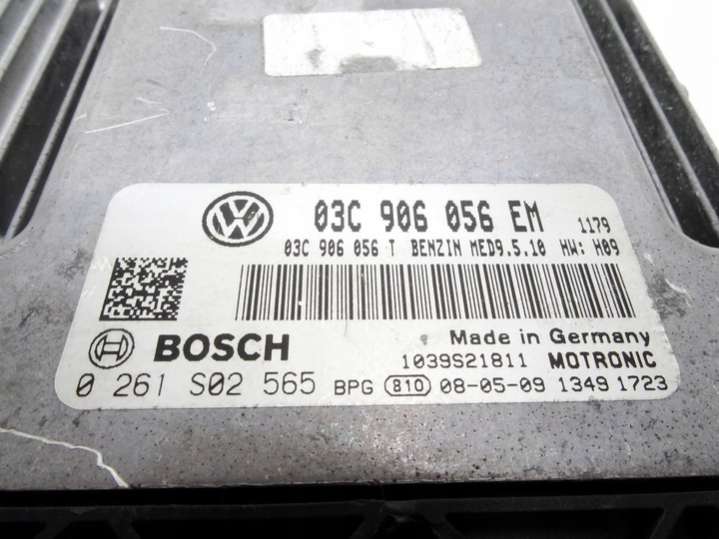 03C 906 056 EM 1179
03C 906 056 T BENZIN MED9.5.10 HW: H09
BOSCH
Made in Germany
1039S21811 MOTRONIC
0 261 S02 565 BPG 810 08-05-09 1349 1723